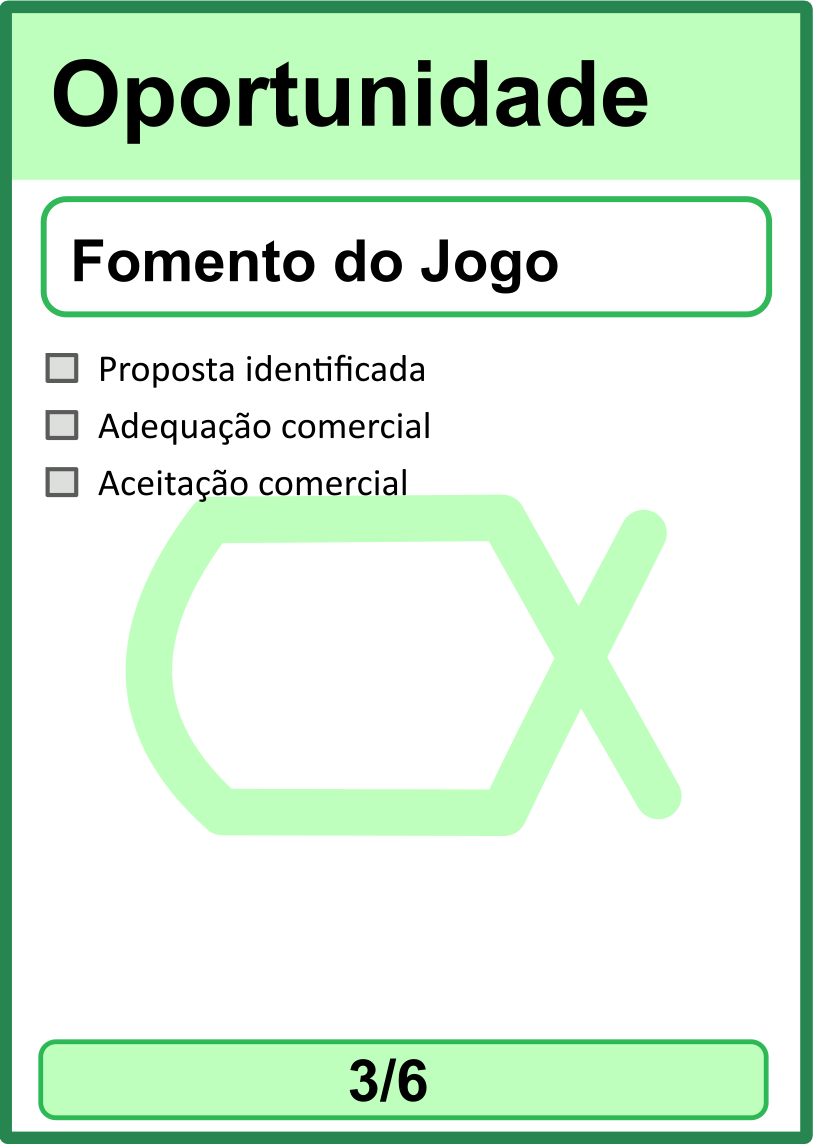 Oportunidade
Fomento do Jogo
Proposta identificada
Adequação comercial
Aceitação comercial
3/6